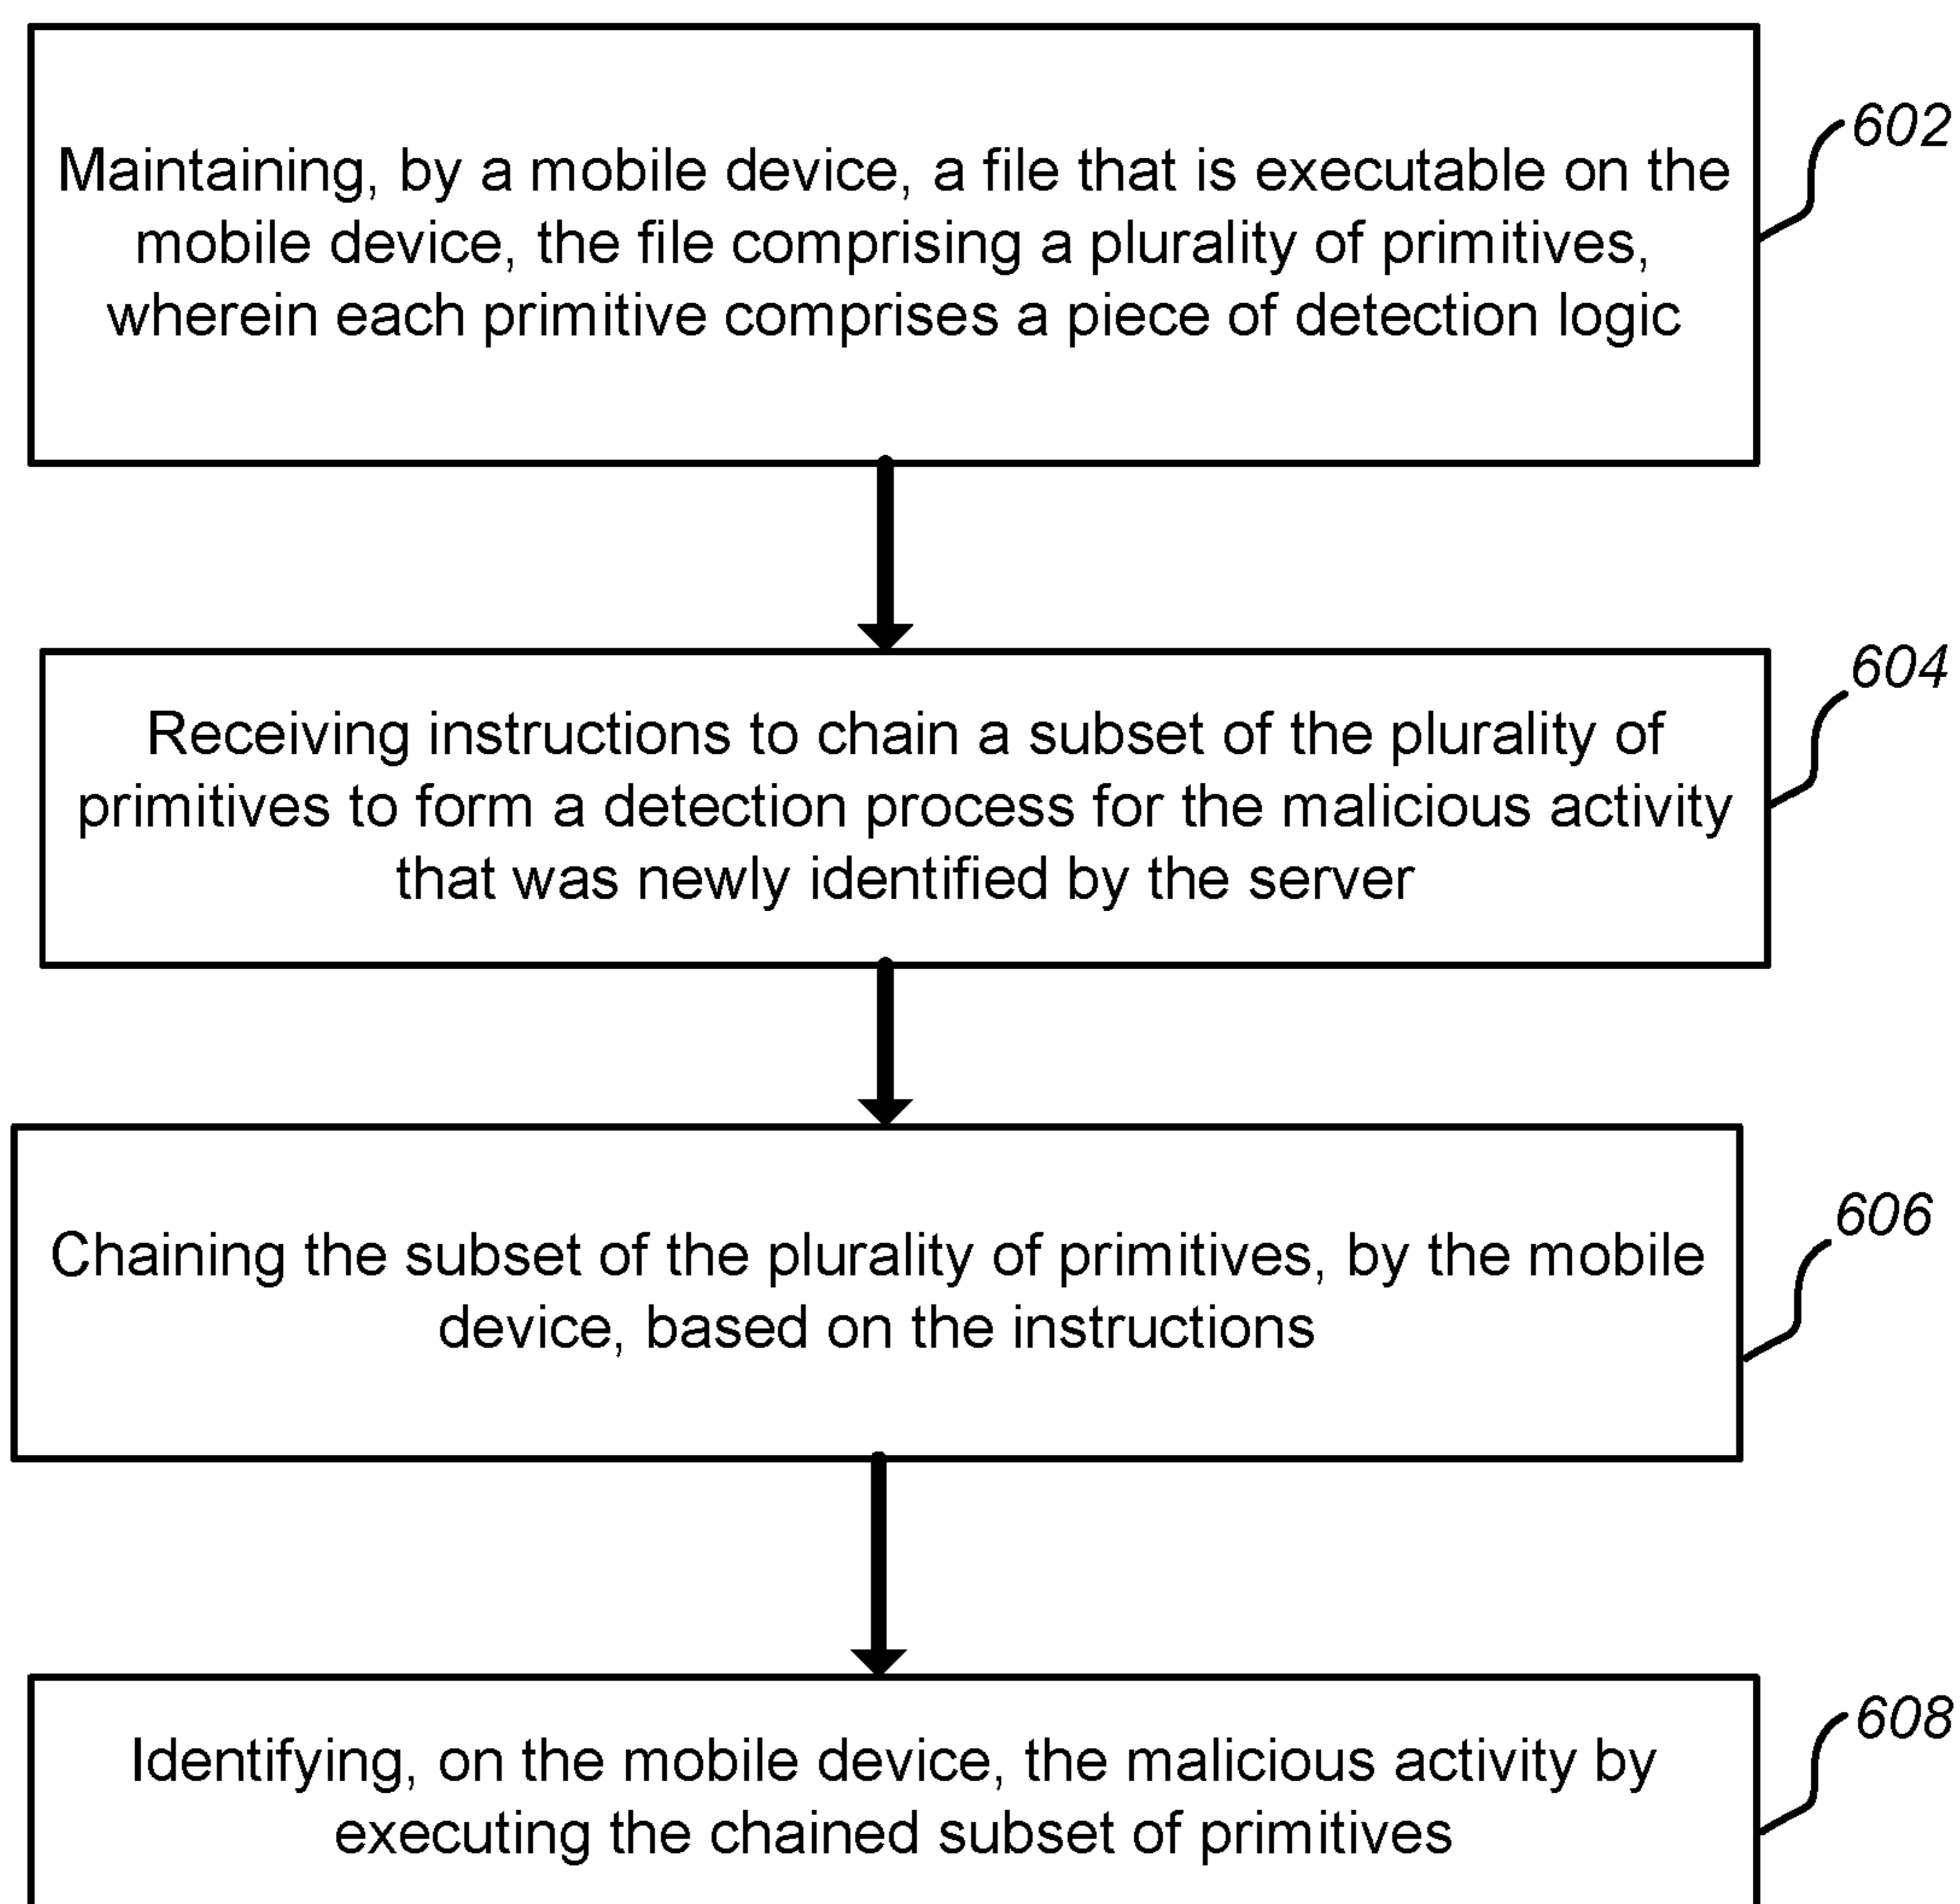 Maintaining, by a mobile device, a file that is executable on the
mobile device, the file comprising a plurality of primitives,
wherein each primitive comprises a piece of detection logic
602
Receiving instructions to chain a subset of the plurality of
primitives to form a detection process for the malicious activity
that was newly identified by the server
604
Chaining the subset of the plurality of primitives, by the mobile
device, based on the instructions
606
Identifying, on the mobile device, the malicious activity by
executing the chained subset of primitives
608